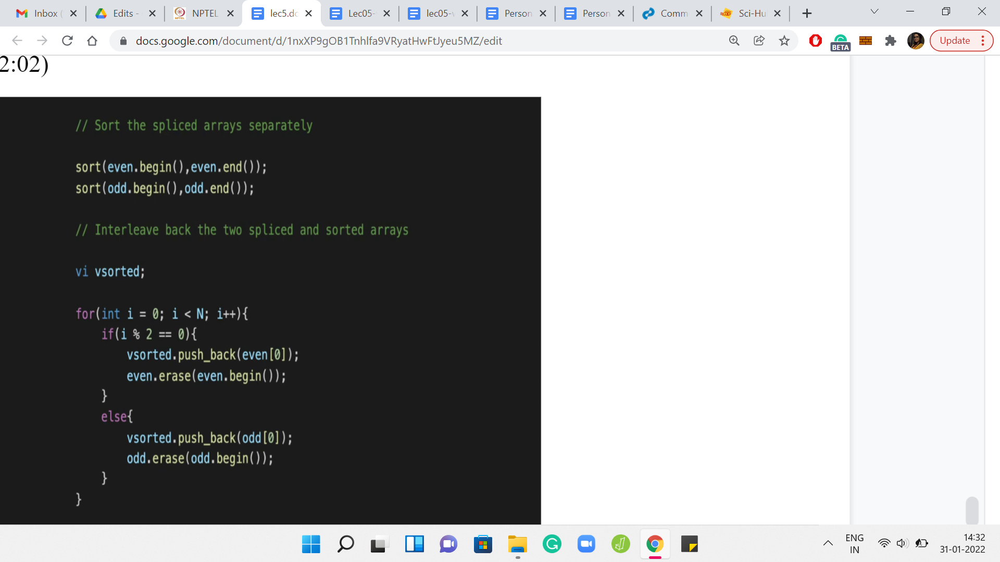 Inbox (
Edits -
NPTEL
lec5.dc
Lec05-
lec05-v
Person
Person
Comm
Sci-Hu
docs.google.com/document/d/1nxXP9gOB1Tnhlfa9VRyatHwFtJyeu5MZ/edit
BETA
Update
2:02)
// Sort the spliced arrays separately
sort(even.begin(),even.end());
sort(odd.begin(),odd.end());
// Interleave back the two spliced and sorted arrays
vi vsorted;
for(int i = 0; i < N; i++){
if(i % 2 == 0){
vsorted.push_back(even[0]);
even.erase(even.begin());
}
else{
vsorted.push_back(odd[0]);
odd.erase(odd.begin());
}
}
ENG
IN
14:32
31-01-2022